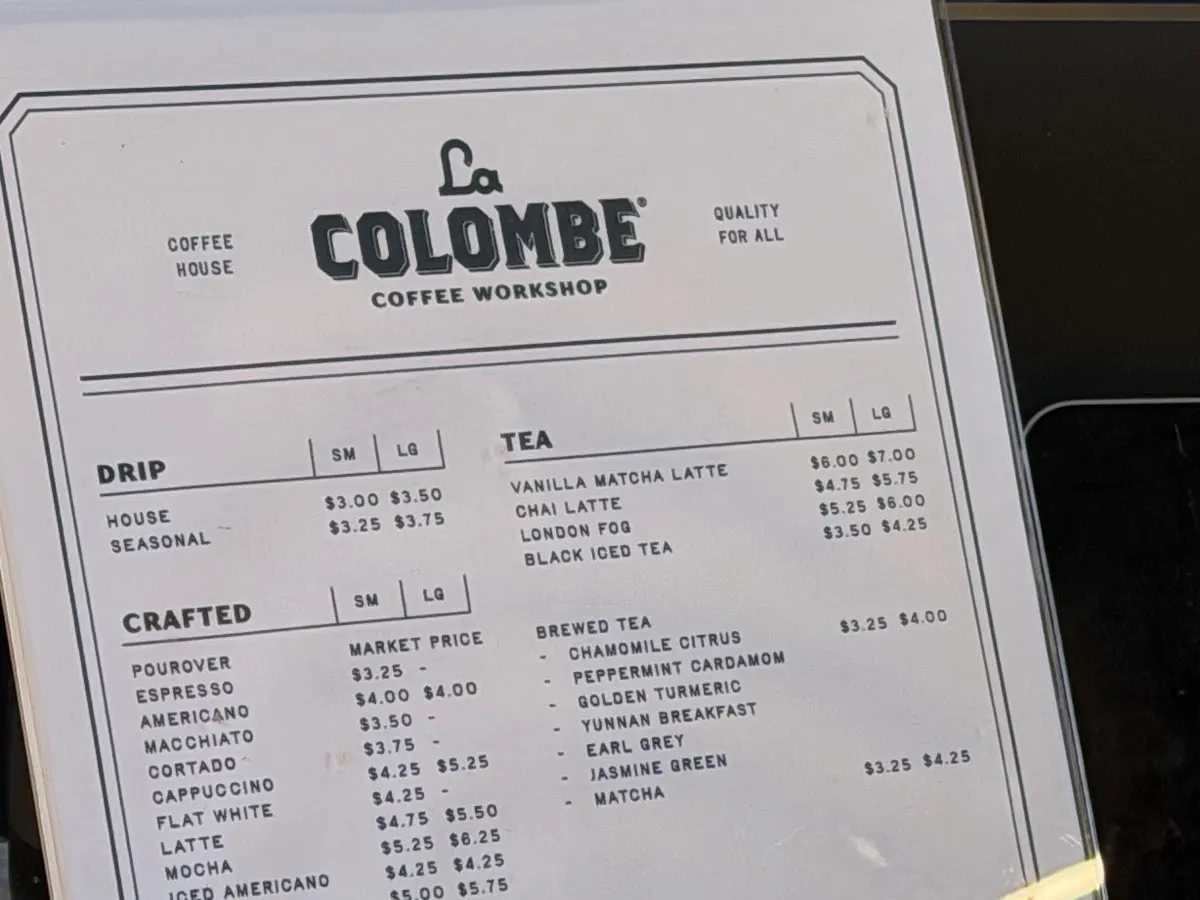 La
COLOMBE®
COFFEE WORKSHOP
COFFEE
HOUSE
QUALITY
FOR ALL
DRIP SM LG
HOUSE $3.00 $3.50
SEASONAL $3.25 $3.75
CRAFTED SM LG
POUROVER MARKET PRICE
ESPRESSO $3.25 -
AMERICANO $4.00 $4.00
MACCHIATO $3.50 -
CORTADO $3.75 -
CAPPUCCINO $4.25 $5.25
FLAT WHITE $4.25 -
LATTE $4.75 $5.50
MOCHA $5.25 $6.25
ICED AMERICANO $4.25 $4.25
$5.00 $5.75
TEA SM LG
VANILLA MATCHA LATTE $6.00 $7.00
CHAI LATTE $4.75 $5.75
LONDON FOG $5.25 $6.00
BLACK ICED TEA $3.50 $4.25
BREWED TEA $3.25 $4.00
- CHAMOMILE CITRUS
- PEPPERMINT CARDAMOM
- GOLDEN TURMERIC
- YUNNAN BREAKFAST
- EARL GREY
- JASMINE GREEN
- MATCHA $3.25 $4.25